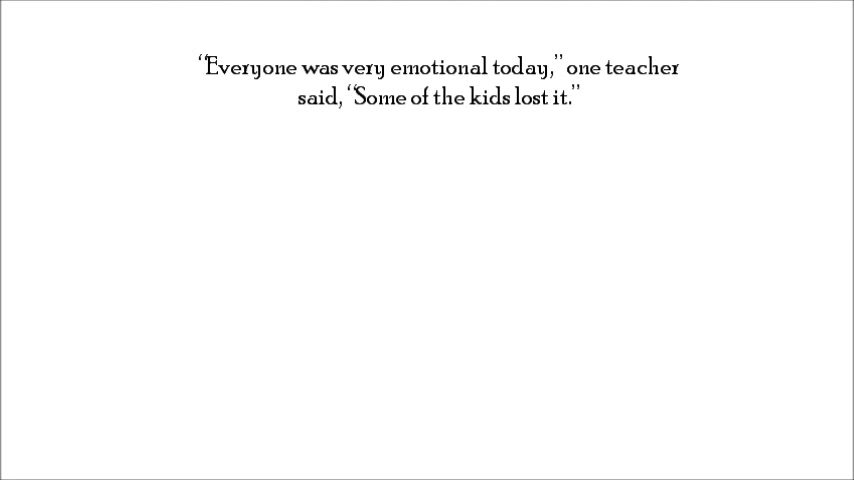 “Everyone was very emotional today,” one teacher
said, “Some of the kids lost it.”